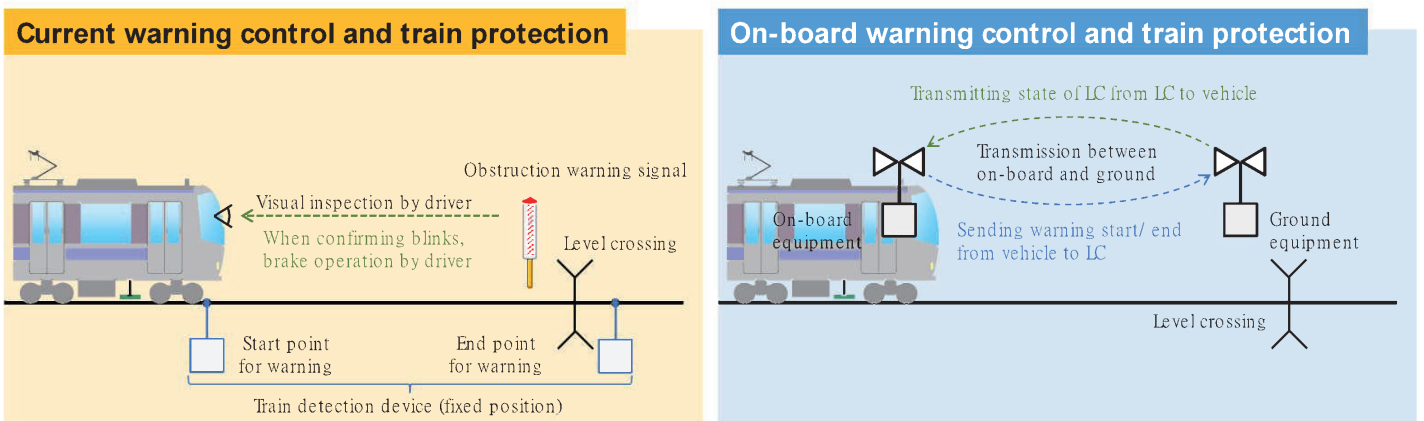 Current warning control and train protection
Obstruction warning signal
Visual inspection by driver
When confirming blinks,
brake operation by driver
Level crossing
Start point
for warning
End point
for warning
Train detection device (fixed position)
On-board warning control and train protection
Transmitting state of LC from LC to vehicle
Transmission between
on-board and ground
On-board
equipment
Sending warning start/ end
from vehicle to LC
Ground
equipment
Level crossing